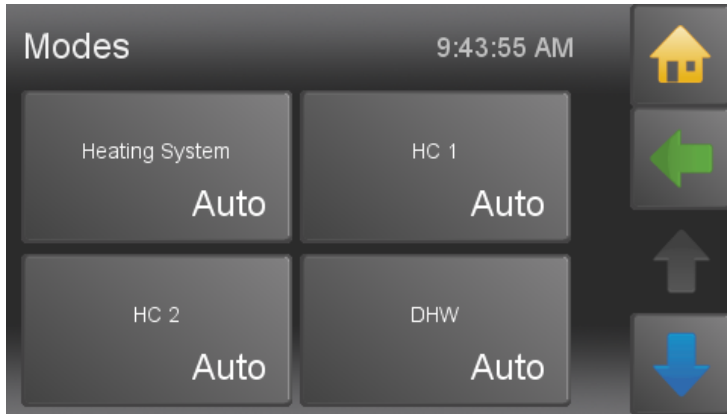 Modes
9:43:55 AM
Heating System
Auto
HC 1
Auto
HC 2
Auto
DHW
Auto